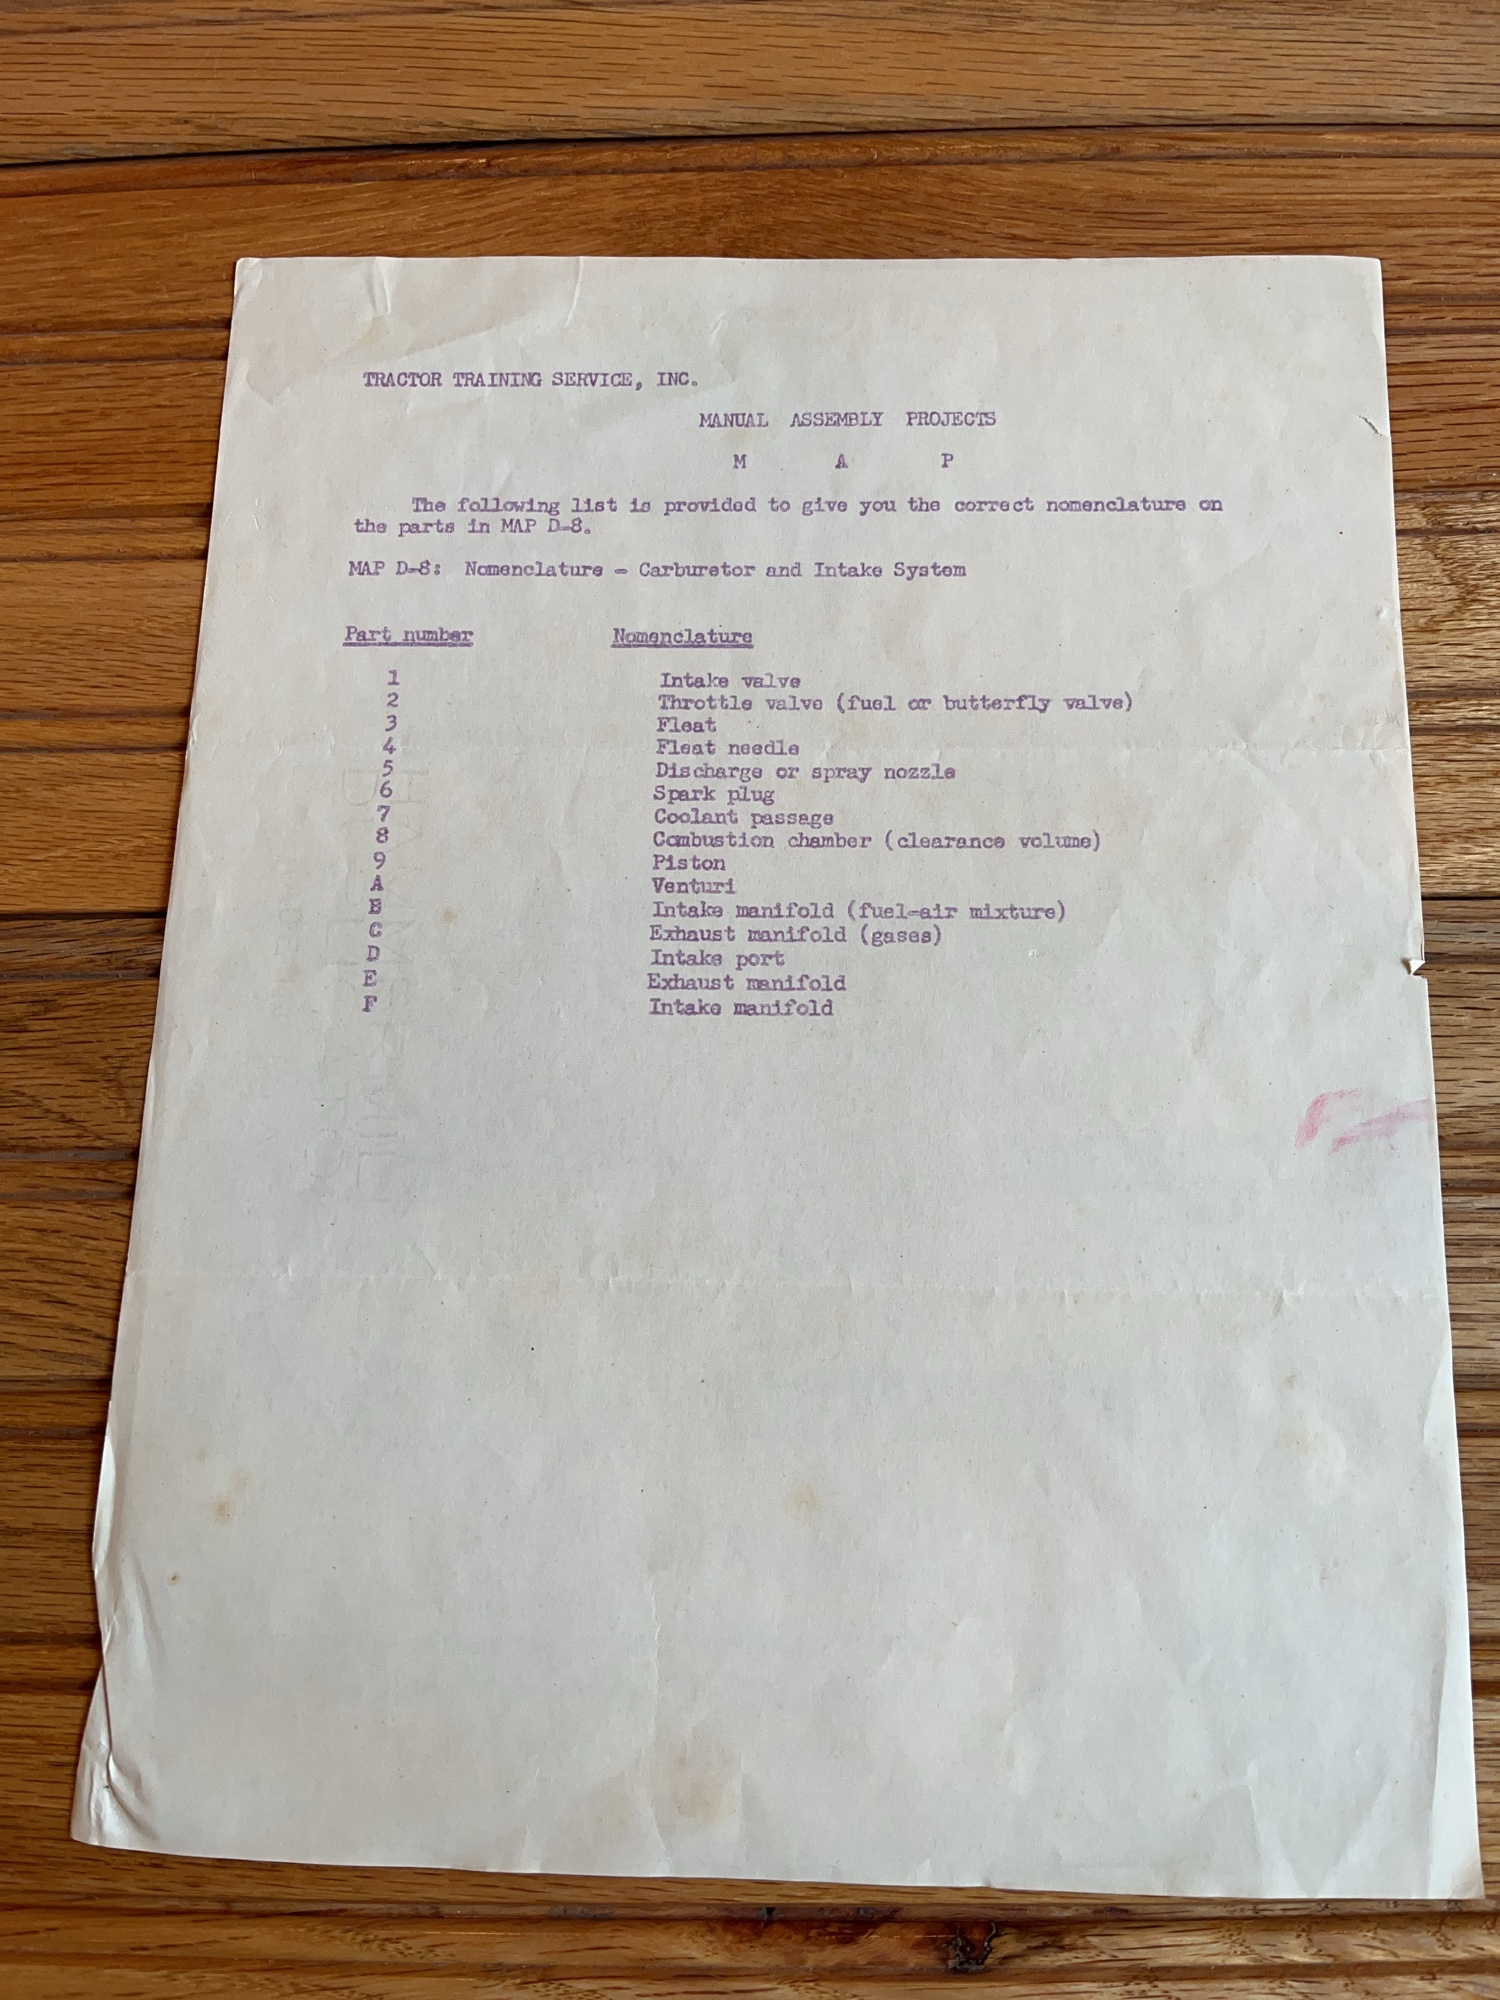 TRACTOR TRAINING SERVICE, INC.
MANUAL ASSEMBLY PROJECTS
M A P
The following list is provided to give you the correct nomenclature on
the parts in MAP D-8.
MAP D-8: Nomenclature - Carburetor and Intake System
Part number Nomenclature
1 Intake valve
2 Throttle valve (fuel or butterfly valve)
3 Float
4 Float needle
5 Discharge or spray nozzle
6 Spark plug
7 Coolant passage
8 Combustion chamber (clearance volume)
9 Piston
A Venturi
B Intake manifold (fuel-air mixture)
C Exhaust manifold (gases)
D Intake port
E Exhaust manifold
F Intake manifold